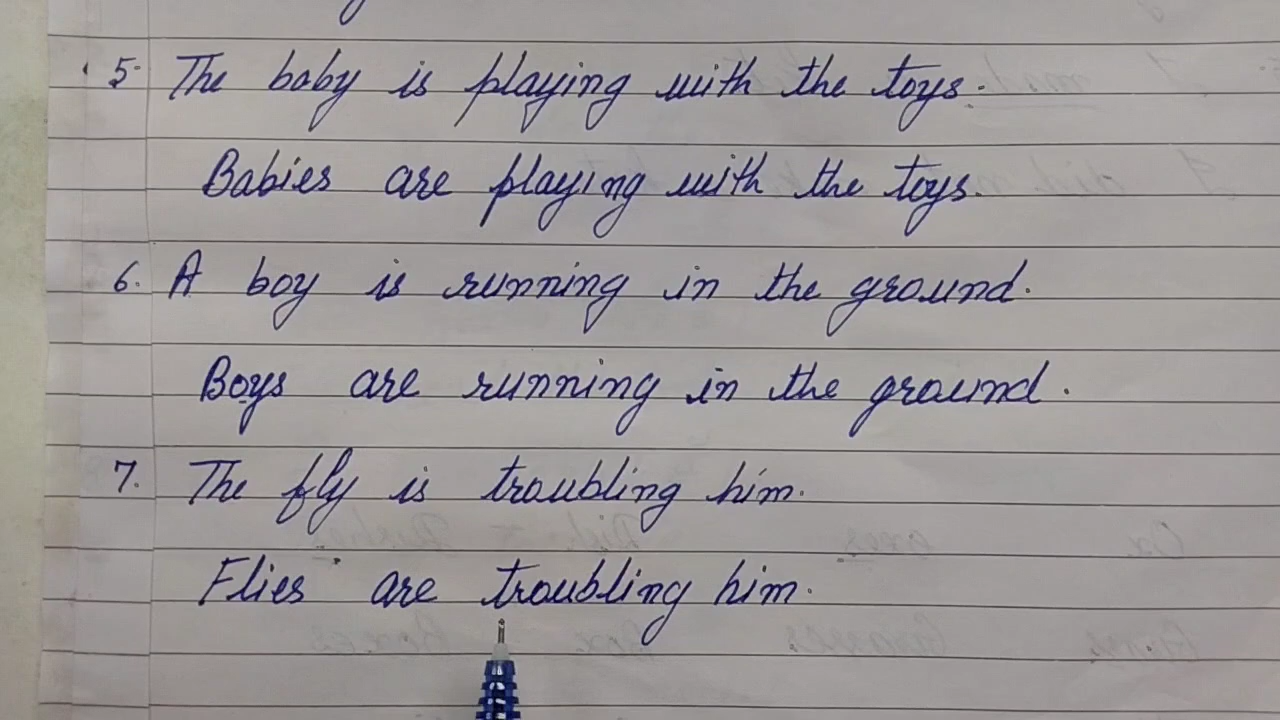 5. The baby is playing with the toys.
Babies are playing with the toys.
6. A boy is running in the ground.
Boys are running in the ground.
7. The fly is troubling him.
Flies are troubling him.